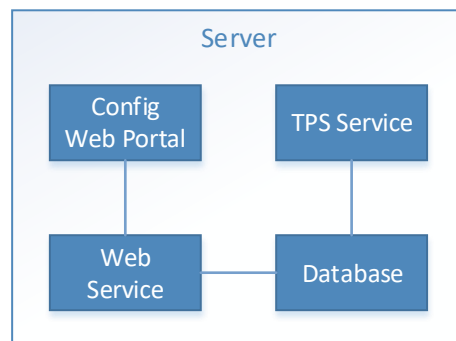 Server
Config
Web Portal
TPS Service
Web
Service
Database